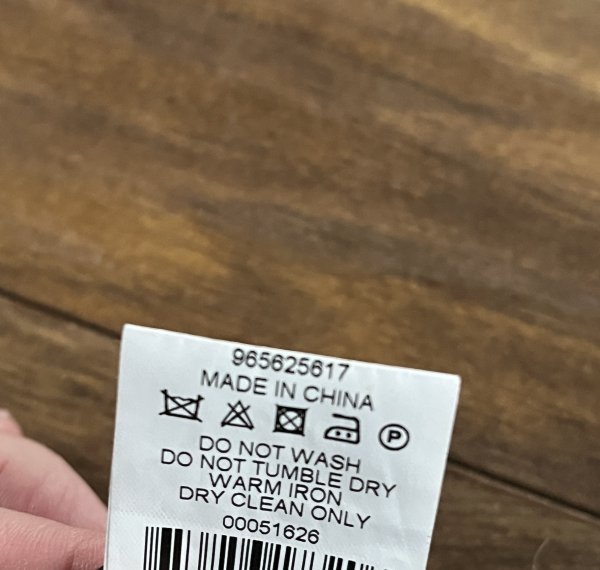 965625617
MADE IN CHINA
P
DO NOT WASH
DO NOT TUMBLE DRY
WARM IRON
DRY CLEAN ONLY
00051626